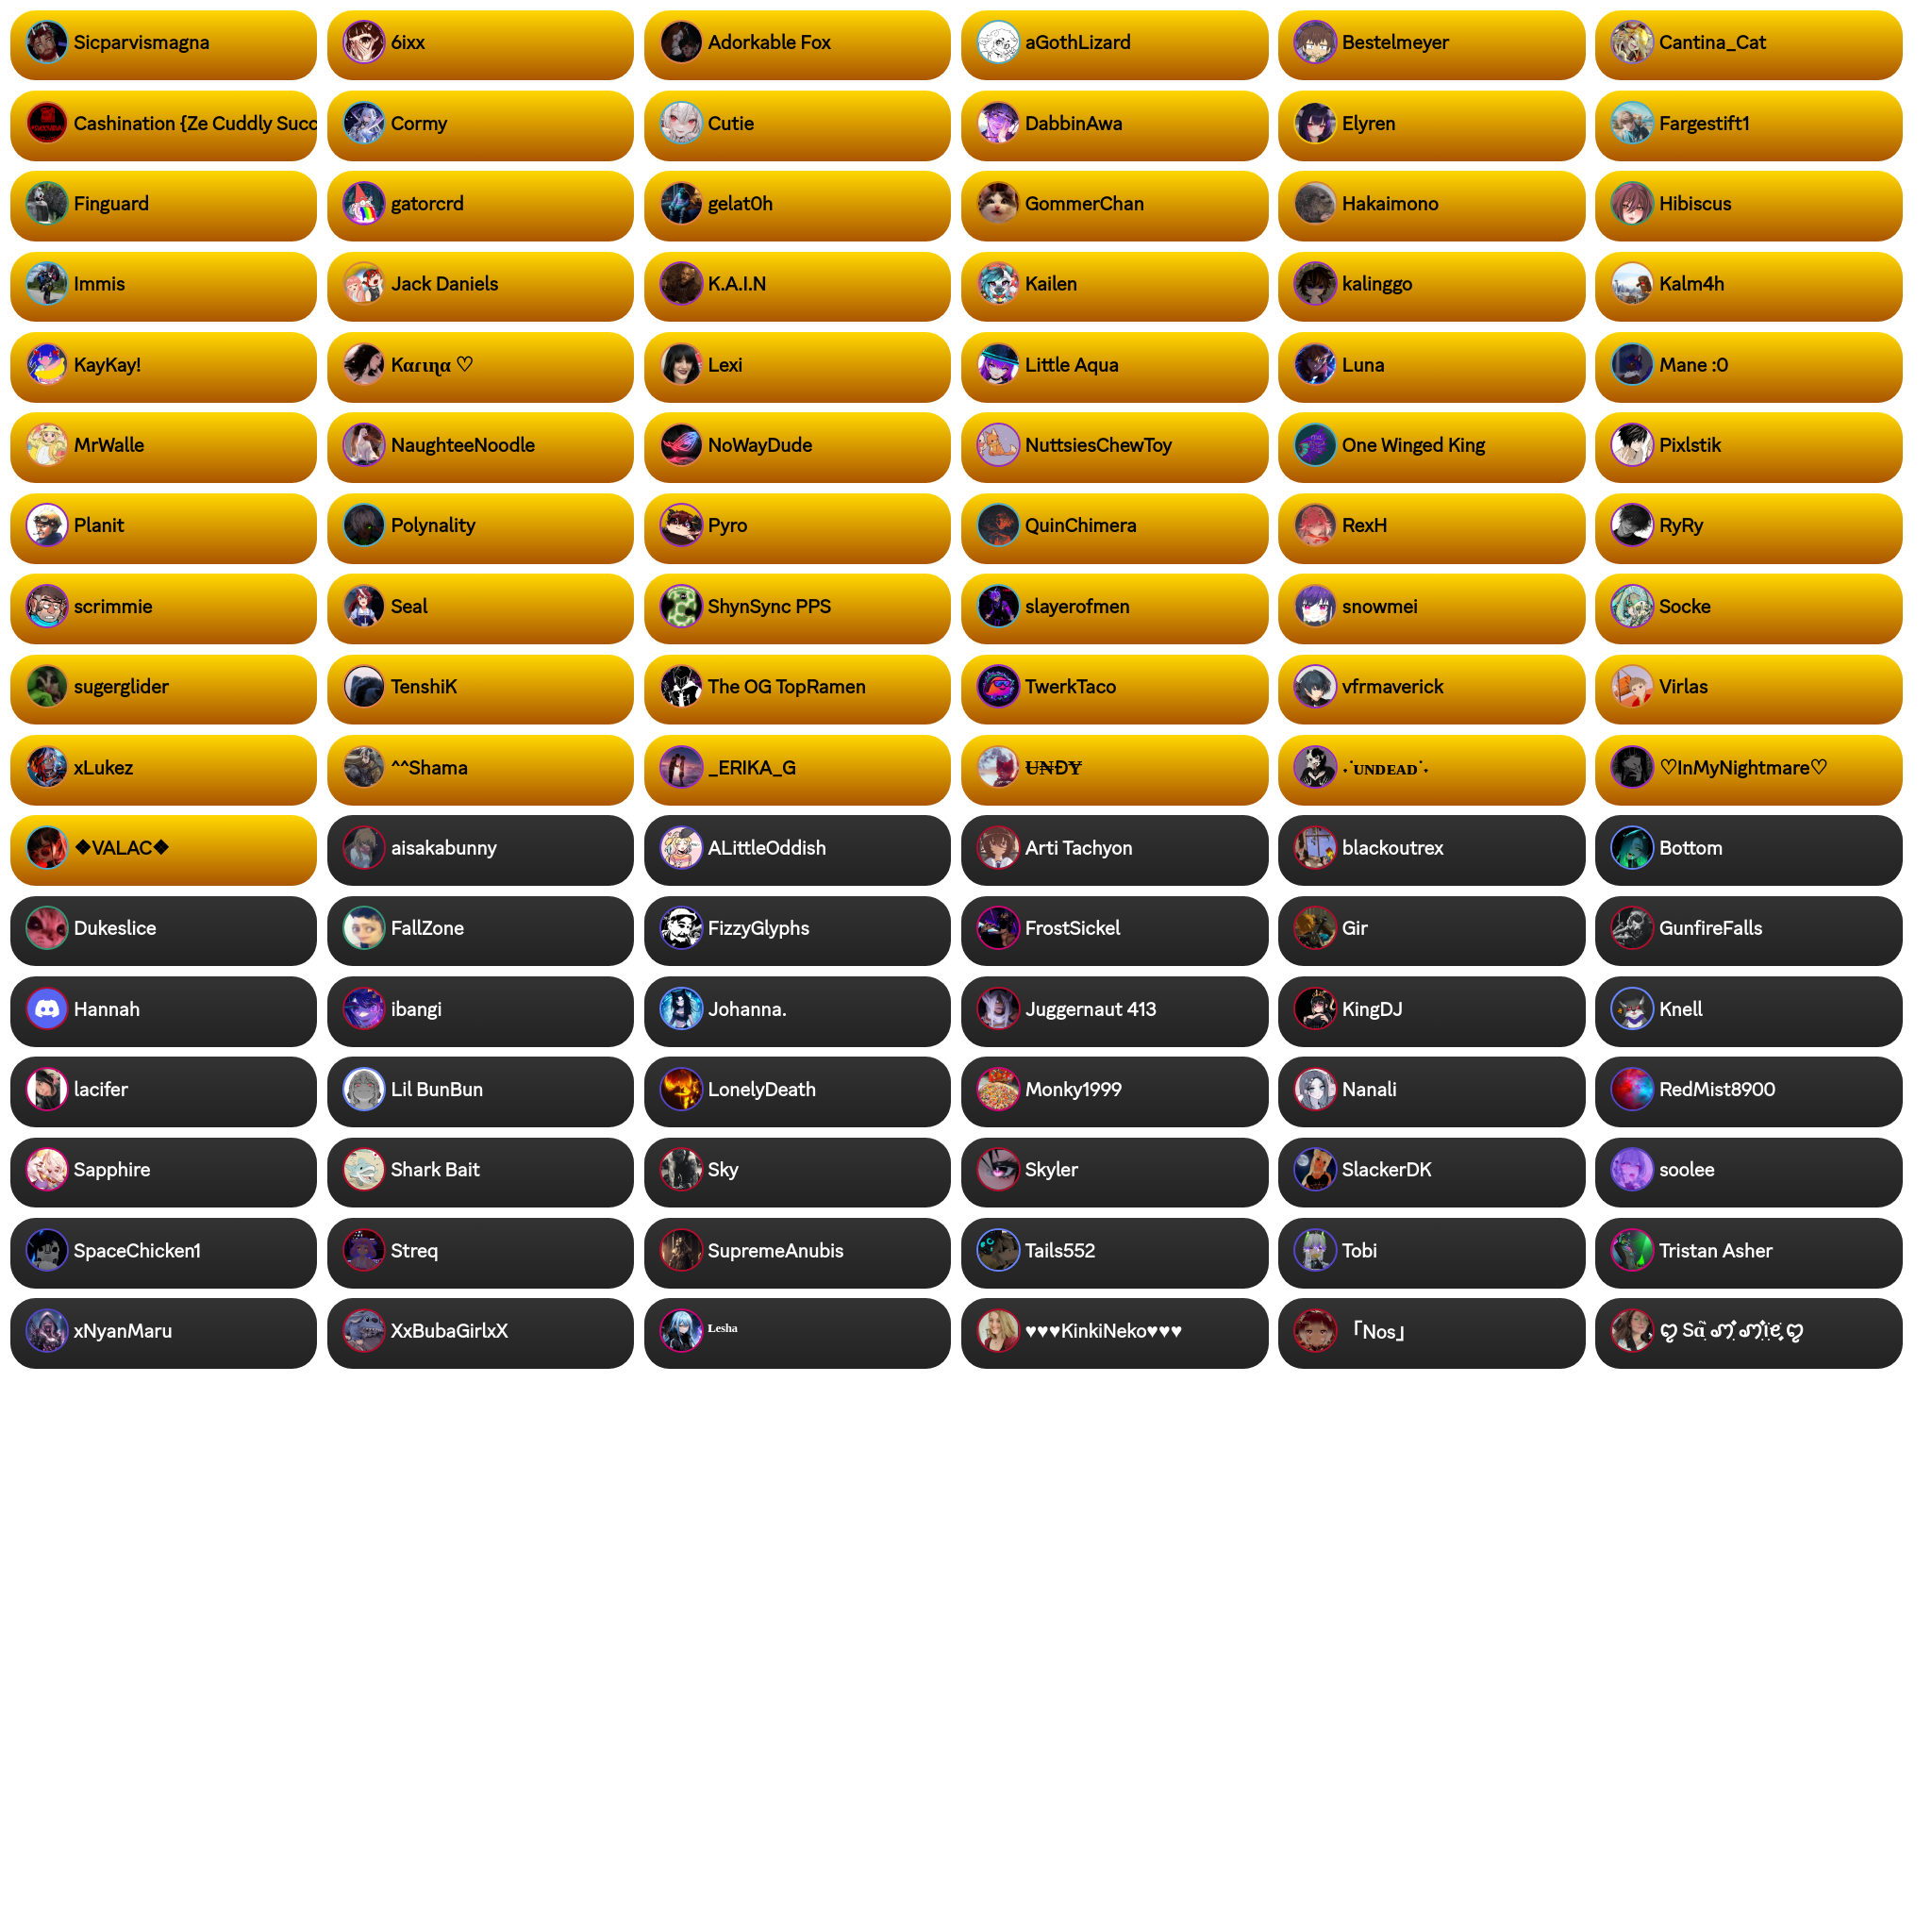 Sicparvismagna
6ixx
Adorkable Fox
aGothLizard
Bestelmeyer
Cantina_Cat
Cashination {Ze Cuddly Succ
Cormy
Cutie
DabbinAwa
Elyren
Fargestift1
Finguard
gatorcrd
gelat0h
GommerChan
Hakaimono
Hibiscus
Immis
Jack Daniels
K.A.I.N
Kailen
kalinggo
Kalm4h
KayKay!
Kαɾιɳα ♡
Lexi
Little Aqua
Luna
Mane :0
MrWalle
NaughteeNoodle
NoWayDude
NuttsiesChewToy
One Winged King
Pixlstik
Planit
Polynality
Pyro
QuinChimera
RexH
RyRy
scrimmie
Seal
ShynSync PPS
slayerofmen
snowmei
Socke
sugerglider
TenshiK
The OG TopRamen
TwerkTaco
vfrmaverick
Virlas
xLukez
^^Shama
_ERIKA_G
U̶₦ĐɎ
˖˙ᴜɴᴅᴇᴀᴅ˙˖
♡InMyNightmare♡
◆VALAC◆
aisakabunny
ALittleOddish
Arti Tachyon
blackoutrex
Bottom
Dukeslice
FallZone
FizzyGlyphs
FrostSickel
Gir
GunfireFalls
Hannah
ibangi
Johanna.
Juggernaut 413
KingDJ
Knell
lacifer
Lil BunBun
LonelyDeath
Monky1999
Nanali
RedMist8900
Sapphire
Shark Bait
Sky
Skyler
SlackerDK
soolee
SpaceChicken1
Streq
SupremeAnubis
Tails552
Tobi
Tristan Asher
xNyanMaru
XxBubaGirlxX
Lesha
♥♥♥KinkiNeko♥♥♥
「Nos」